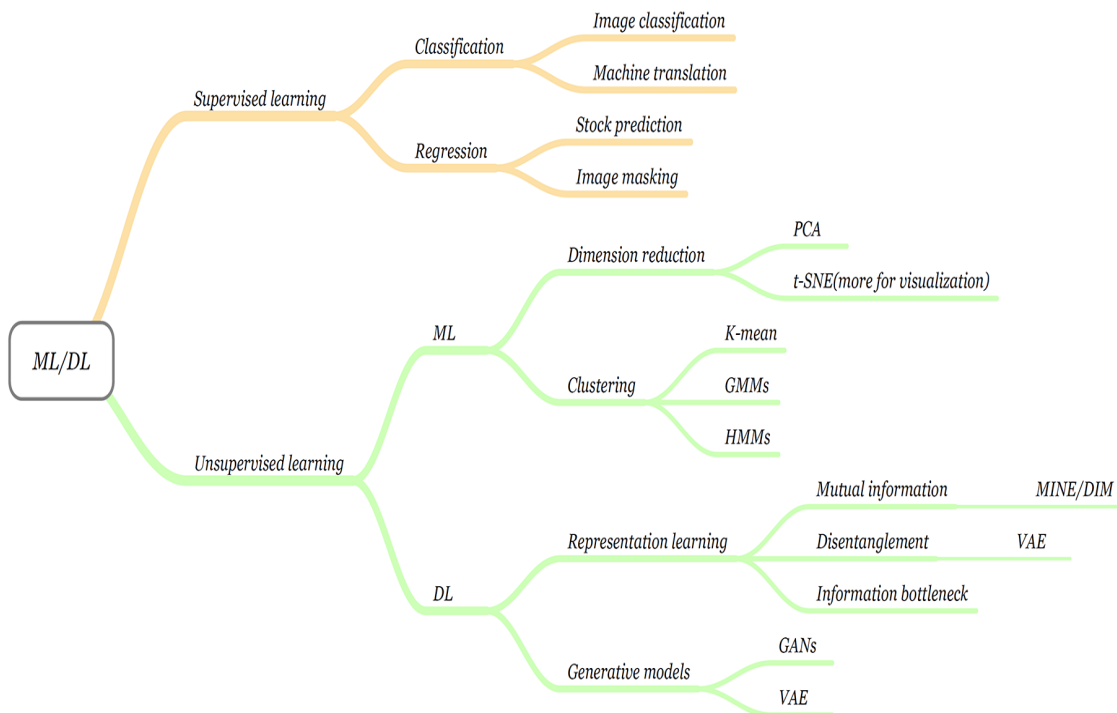 Image classification
Classification
Machine translation
Supervised learning
Stock prediction
Regression
Image masking
PCA
Dimension reduction
t-SNE(more for visualization)
ML
K-mean
ML/DL
Clustering
GMMs
HMMs
Unsupervised learning
Mutual information
MINE/DIM
Representation learning
Disentanglement
VAE
DL
Information bottleneck
GANs
Generative models
VAE